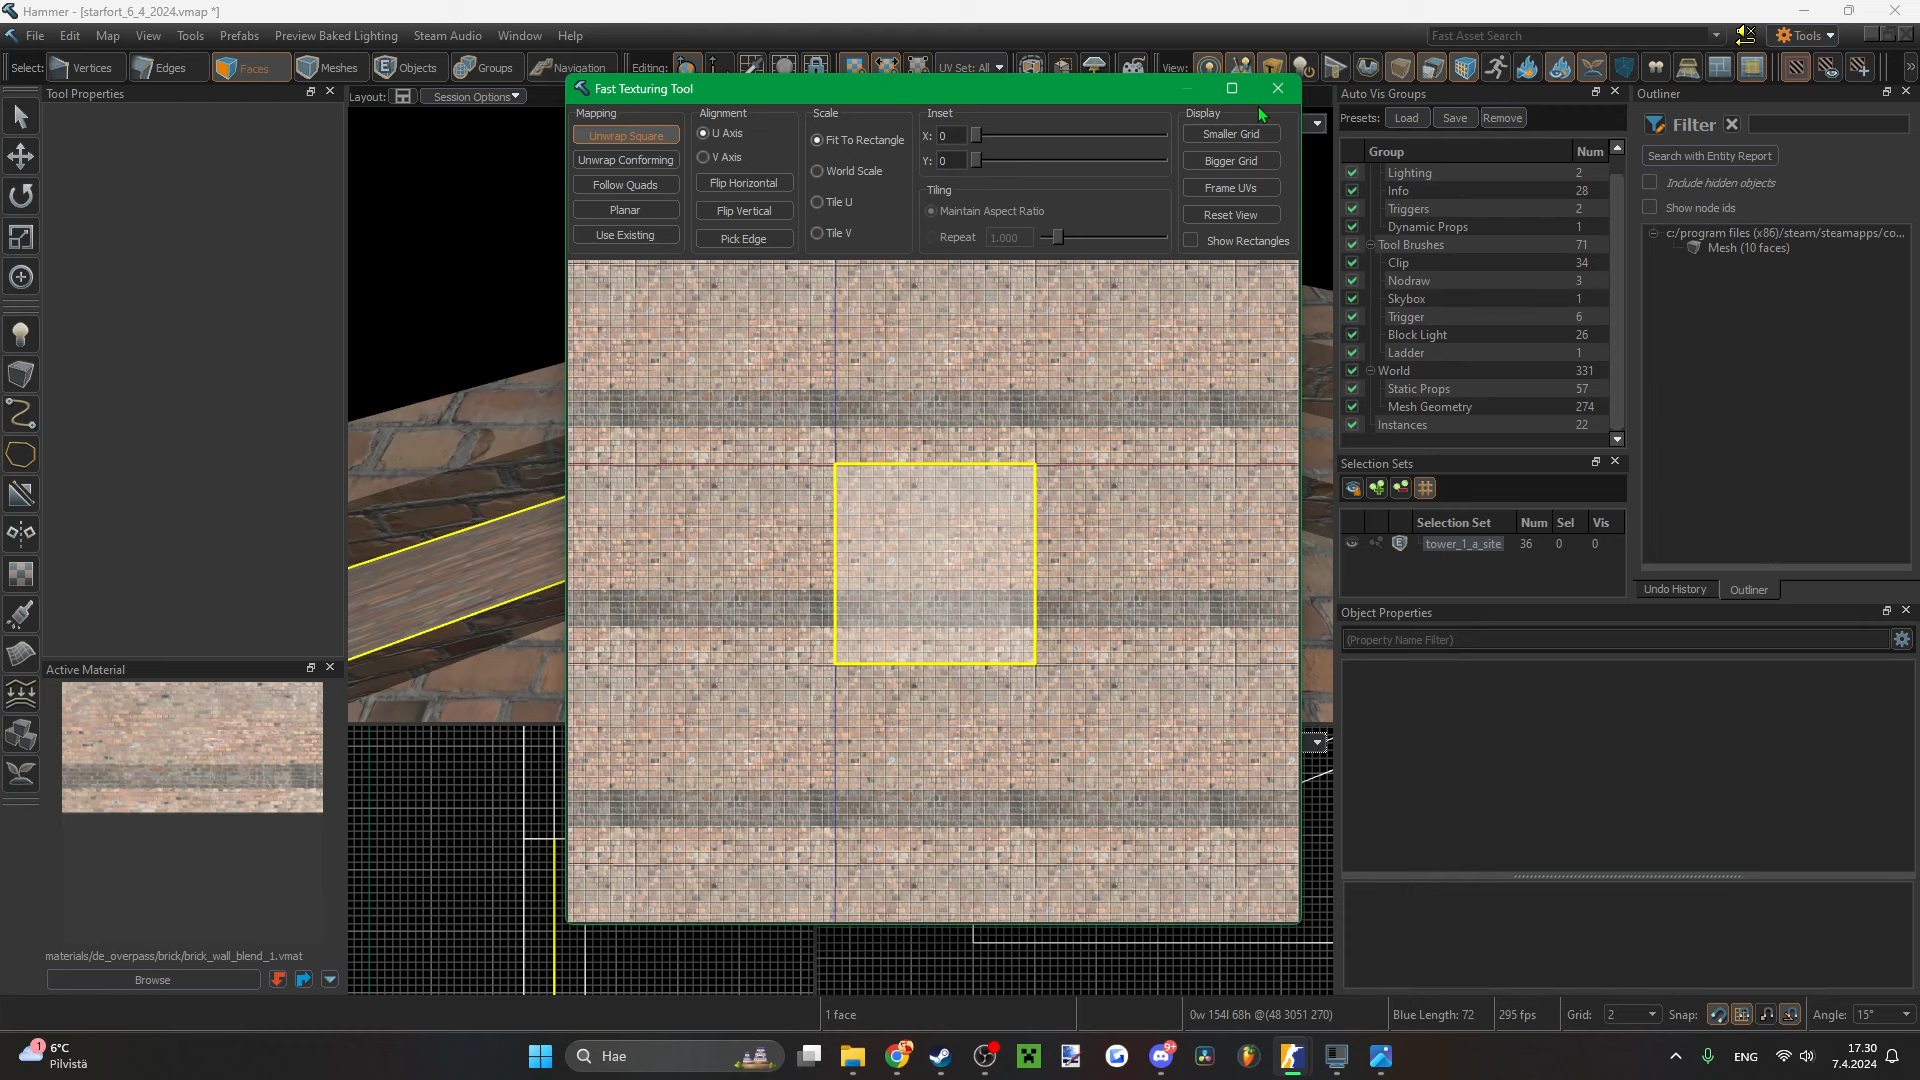 Hammer - [starfort_6_4_2024.vmap *]
File Edit Map View Tools Prefabs Preview Baked Lighting Steam Audio Window Help
Fast Asset Search
Tools
Select: Vertices Edges Faces Meshes Objects Groups Navigation Editing: UV Set: All View:
Tool Properties
Layout: Session Options
Fast Texturing Tool
Mapping
Unwrap Square
Unwrap Conforming
Follow Quads
Planar
Use Existing
Alignment
U Axis
V Axis
Flip Horizontal
Flip Vertical
Pick Edge
Scale
Fit To Rectangle
World Scale
Tile U
Tile V
Inset
X: 0
Y: 0
Tiling
Maintain Aspect Ratio
Repeat 1.000
Display
Smaller Grid
Bigger Grid
Frame UVs
Reset View
Show Rectangles
Auto Vis Groups
Presets: Load Save Remove
Group Num
Lighting 2
Info 28
Triggers 2
Dynamic Props 1
Tool Brushes 71
Clip 34
Nodraw 3
Skybox 1
Trigger 6
Block Light 26
Ladder 1
World 331
Static Props 57
Mesh Geometry 274
Instances 22
Selection Sets
Selection Set Num Sel Vis
tower_1_a_site 36 0 0
Outliner
Filter
Search with Entity Report
Include hidden objects
Show node ids
c:/program files (x86)/steam/steamapps/co...
Mesh (10 faces)
Undo History Outliner
Object Properties
(Property Name Filter)
Active Material
materials/de_overpass/brick/brick_wall_blend_1.vmat
Browse
1 face
0w 154l 68h @(48 3051 270)
Blue Length: 72
295 fps
Grid: 2
Snap:
Angle: 15°
1
6°C
Pilvistä
Hae
9+
ENG
17.30
7.4.2024